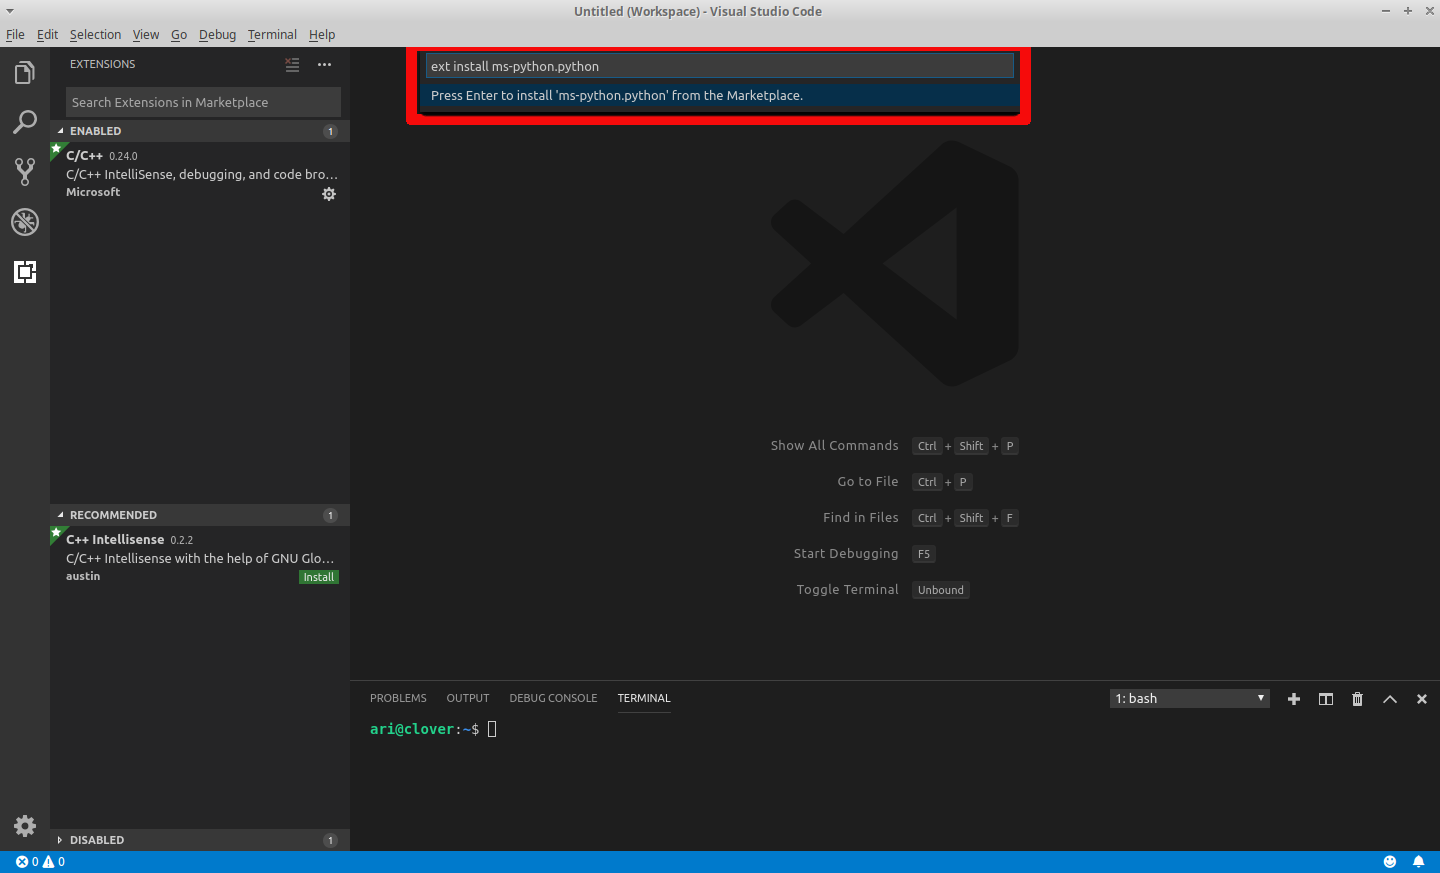 Untitled (Workspace) - Visual Studio Code
File Edit Selection View Go Debug Terminal Help
EXTENSIONS
Search Extensions in Marketplace
ENABLED 1
C/C++ 0.24.0
C/C++ IntelliSense, debugging, and code bro...
Microsoft
RECOMMENDED 1
C++ Intellisense 0.2.2
C/C++ Intellisense with the help of GNU Glo...
austin Install
DISABLED 1
ext install ms-python.python
Press Enter to install 'ms-python.python' from the Marketplace.
Show All Commands Ctrl + Shift + P
Go to File Ctrl + P
Find in Files Ctrl + Shift + F
Start Debugging F5
Toggle Terminal Unbound
PROBLEMS OUTPUT DEBUG CONSOLE TERMINAL 1: bash
ari@clover:~$
0 0